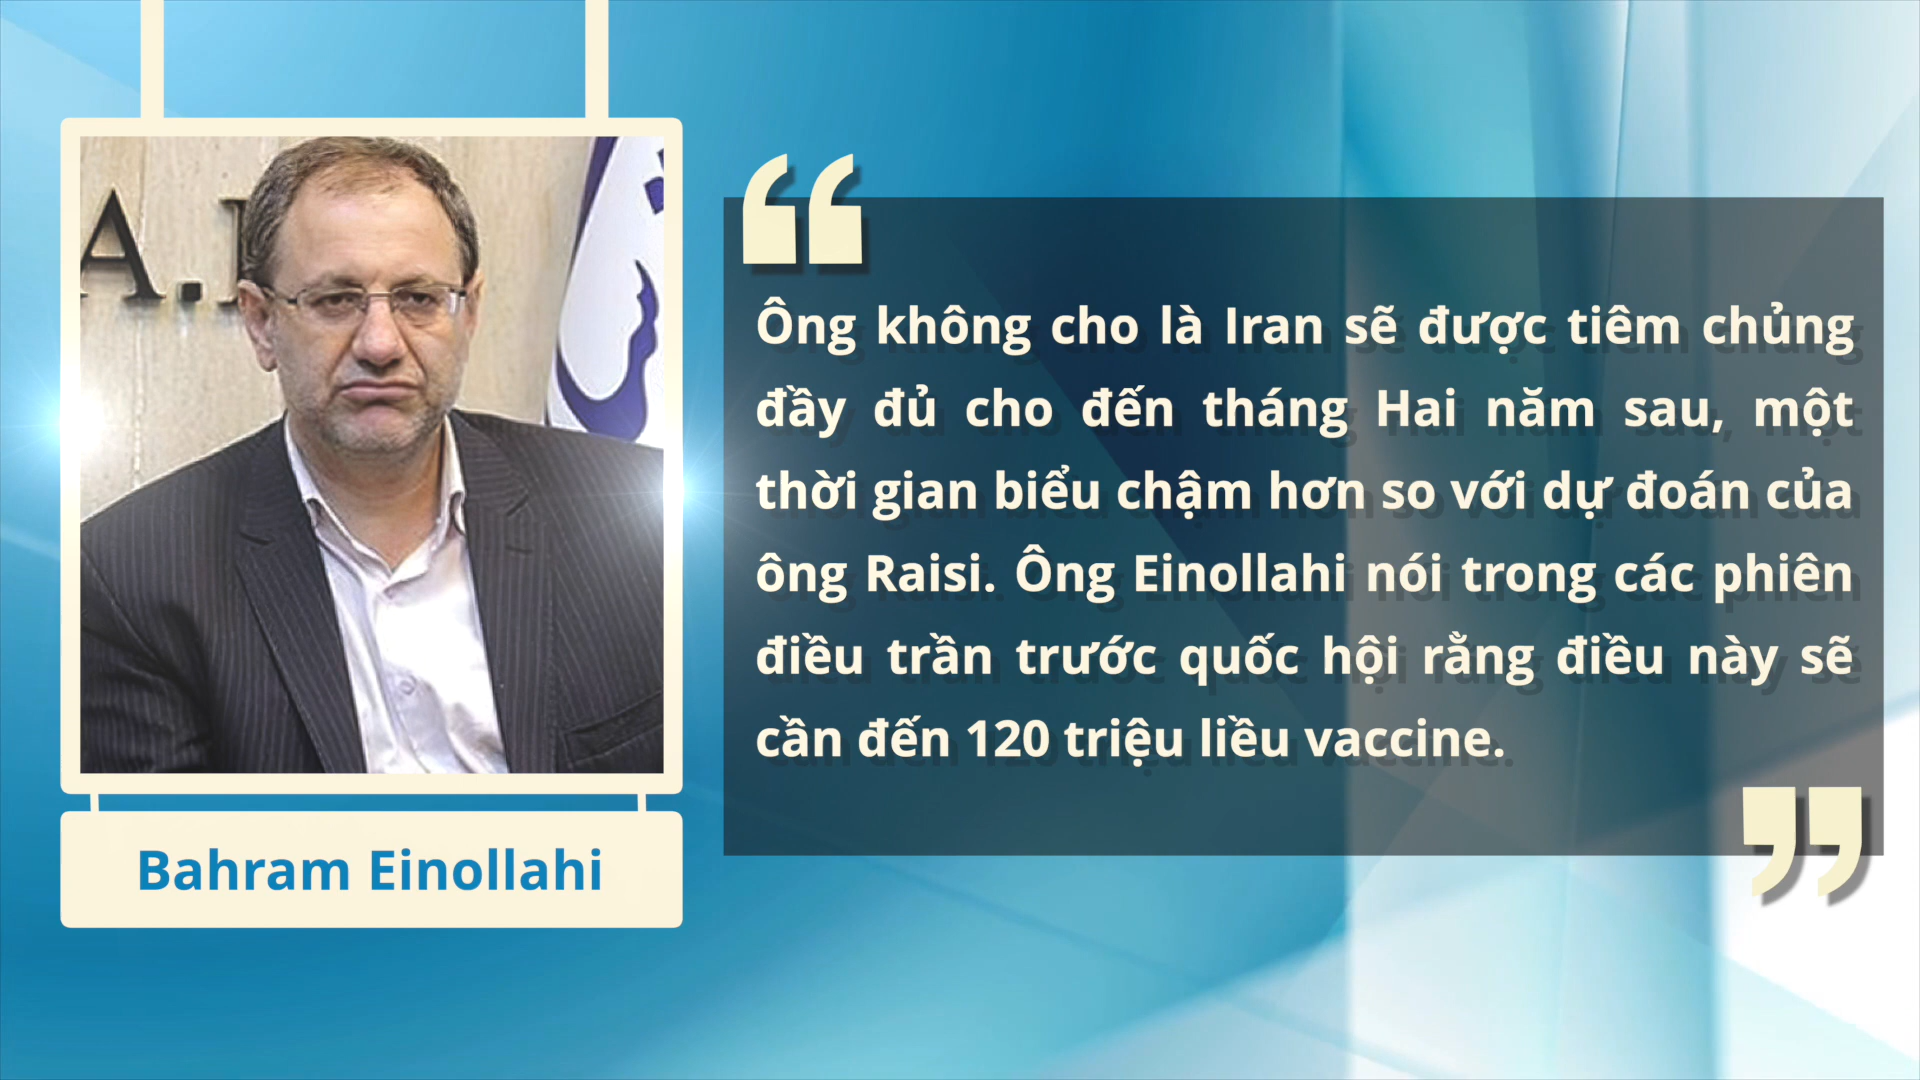 A.
Ông không cho là Iran sẽ được tiêm chủng
đầy đủ cho đến tháng Hai năm sau, một
thời gian biểu chậm hơn so với dự đoán của
ông Raisi. Ông Einollahi nói trong các phiên
điều trần trước quốc hội rằng điều này sẽ
cần đến 120 triệu liều vaccine.
Bahram Einollahi